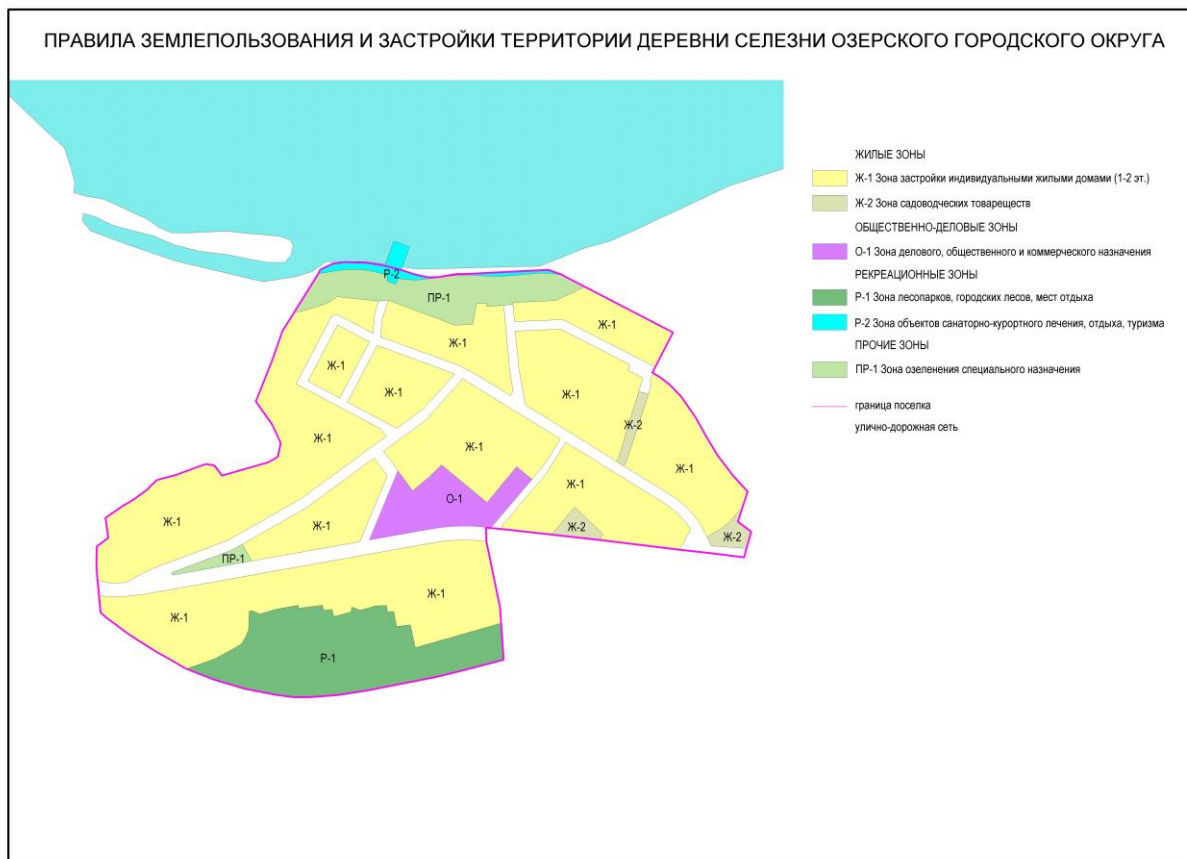 ПРАВИЛА ЗЕМЛЕПОЛЬЗОВАНИЯ И ЗАСТРОЙКИ ТЕРРИТОРИИ ДЕРЕВНИ СЕЛЕЗНИ ОЗЕРСКОГО ГОРОДСКОГО ОКРУГА
ЖИЛЫЕ ЗОНЫ
Ж-1 Зона застройки индивидуальными жилыми домами (1-2 эт.)
Ж-2 Зона садоводческих товареществ
ОБЩЕСТВЕННО-ДЕЛОВЫЕ ЗОНЫ
О-1 Зона делового, общественного и коммерческого назначения
РЕКРЕАЦИОННЫЕ ЗОНЫ
Р-1 Зона лесопарков, городских лесов, мест отдыха
Р-2 Зона объектов санаторно-курортного лечения, отдыха, туризма
ПРОЧИЕ ЗОНЫ
ПР-1 Зона озеленения специального назначения
граница поселка
улично-дорожная сеть
Р-2
ПР-1
Ж-1
Ж-1
Ж-1
Ж-1
Ж-1
Ж-2
Ж-1
Ж-1
Ж-1
Ж-1
О-1
Ж-1
Ж-1
Ж-2
Ж-2
ПР-1
Ж-1
Ж-1
Р-1